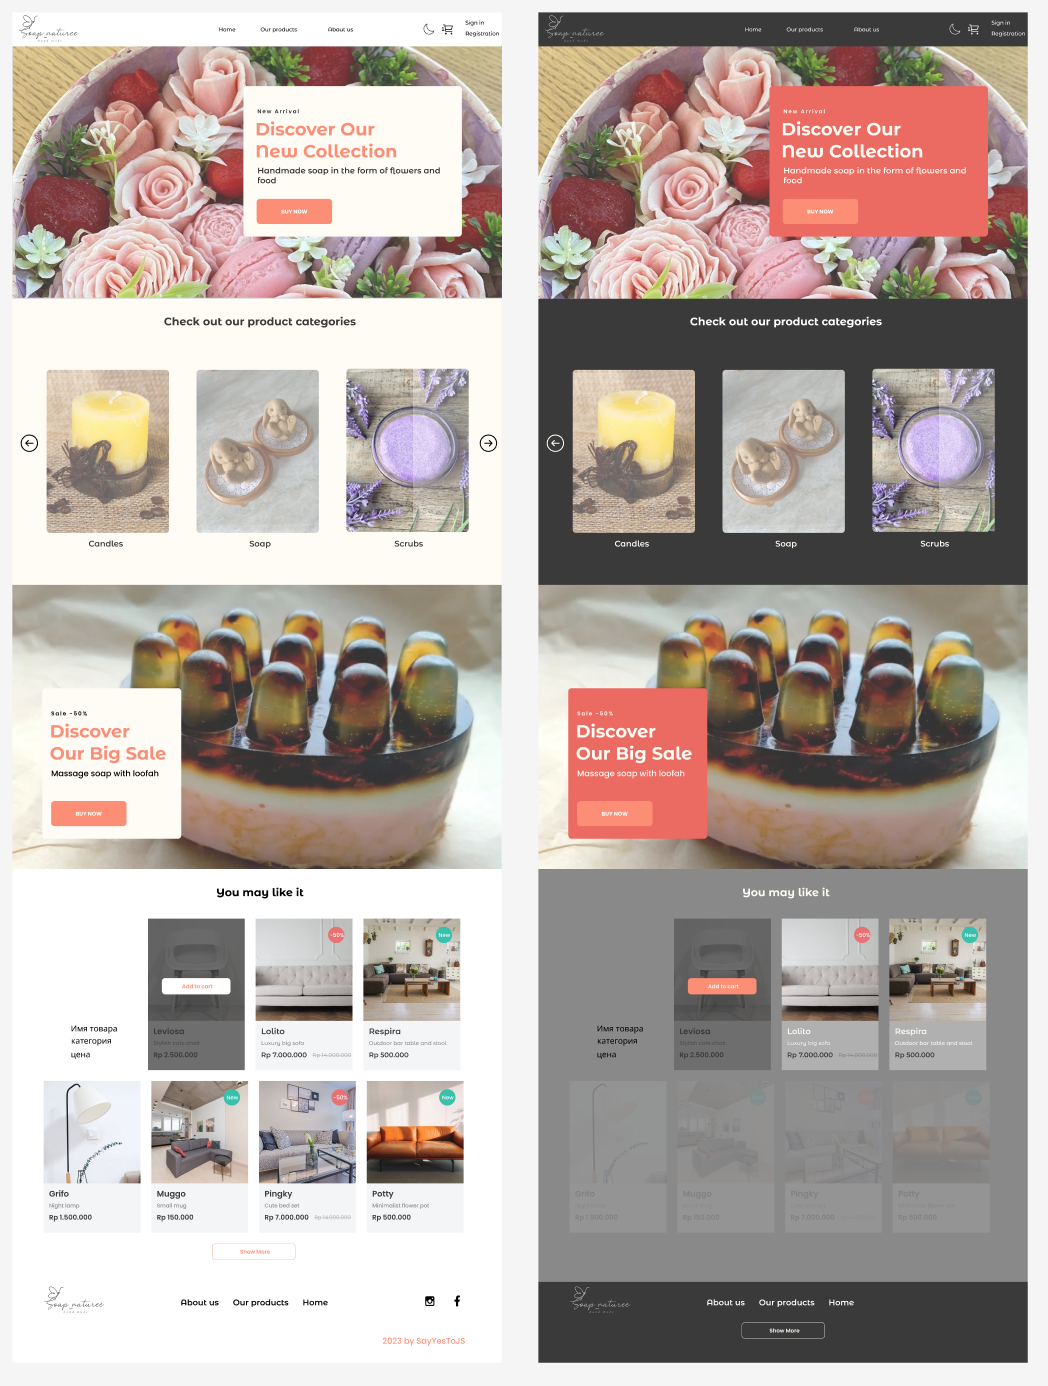 Soap_naturee
Home
Our products
About us
Sign in
Registration
New Arrival
Discover Our
New Collection
Handmade soap in the form of flowers and
food
BUY NOW
Check out our product categories
Candles
Soap
Scrubs
Sale -50%
Discover
Our Big Sale
Massage soap with loofah
BUY NOW
You may like it
Имя товара
категория
цена
Add to cart
Leviosa
Stylish cafe chair
Rp 2.500.000
-50%
Lolito
Luxury big sofa
Rp 7.000.000 Rp 14.000.000
New
Respira
Outdoor bar table and stool
Rp 500.000
Grifo
Night lamp
Rp 1.500.000
New
Muggo
Small mug
Rp 150.000
-50%
Pingky
Cute bed set
Rp 7.000.000 Rp 14.000.000
New
Potty
Minimalist flower pot
Rp 500.000
Show More
Soap_naturee
About us
Our products
Home
2023 by SayYesToJS
Soap_naturee
Home
Our products
About us
Sign in
Registration
New Arrival
Discover Our
New Collection
Handmade soap in the form of flowers and
food
BUY NOW
Check out our product categories
Candles
Soap
Scrubs
Sale -50%
Discover
Our Big Sale
Massage soap with loofah
BUY NOW
You may like it
Имя товара
категория
цена
Add to cart
Leviosa
Stylish cafe chair
Rp 2.500.000
-50%
Lolito
Luxury big sofa
Rp 7.000.000 Rp 14.000.000
New
Respira
Outdoor bar table and stool
Rp 500.000
Grifo
Rp 1.500.000
New
Muggo
Small mug
Rp 150.000
-50%
Pingky
Rp 7.000.000
New
Potty
Minimalist flower pot
Rp 500.000
Soap_naturee
About us
Our products
Home
Show More